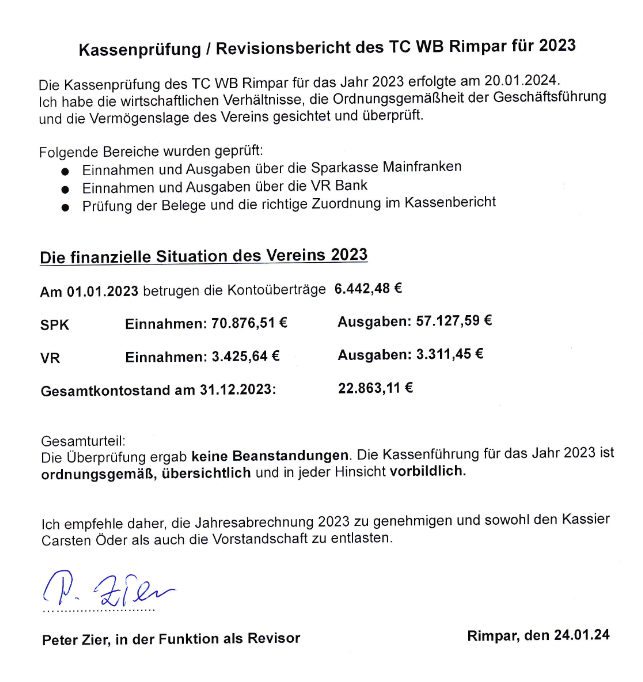 Kassenprüfung / Revisionsbericht des TC WB Rimpar für 2023
Die Kassenprüfung des TC WB Rimpar für das Jahr 2023 erfolgte am 20.01.2024.
Ich habe die wirtschaftlichen Verhältnisse, die Ordnungsgemäßheit der Geschäftsführung
und die Vermögenslage des Vereins gesichtet und überprüft.
Folgende Bereiche wurden geprüft:
● Einnahmen und Ausgaben über die Sparkasse Mainfranken
● Einnahmen und Ausgaben über die VR Bank
● Prüfung der Belege und die richtige Zuordnung im Kassenbericht
Die finanzielle Situation des Vereins 2023
Am 01.01.2023 betrugen die Kontoüberträge 6.442,48 €
SPK Einnahmen: 70.876,51 € Ausgaben: 57.127,59 €
VR Einnahmen: 3.425,64 € Ausgaben: 3.311,45 €
Gesamtkontostand am 31.12.2023: 22.863,11 €
Gesamturteil:
Die Überprüfung ergab keine Beanstandungen. Die Kassenführung für das Jahr 2023 ist
ordnungsgemäß, übersichtlich und in jeder Hinsicht vorbildlich.
Ich empfehle daher, die Jahresabrechnung 2023 zu genehmigen und sowohl den Kassier
Carsten Öder als auch die Vorstandschaft zu entlasten.
P. Zier
Peter Zier, in der Funktion als Revisor Rimpar, den 24.01.24